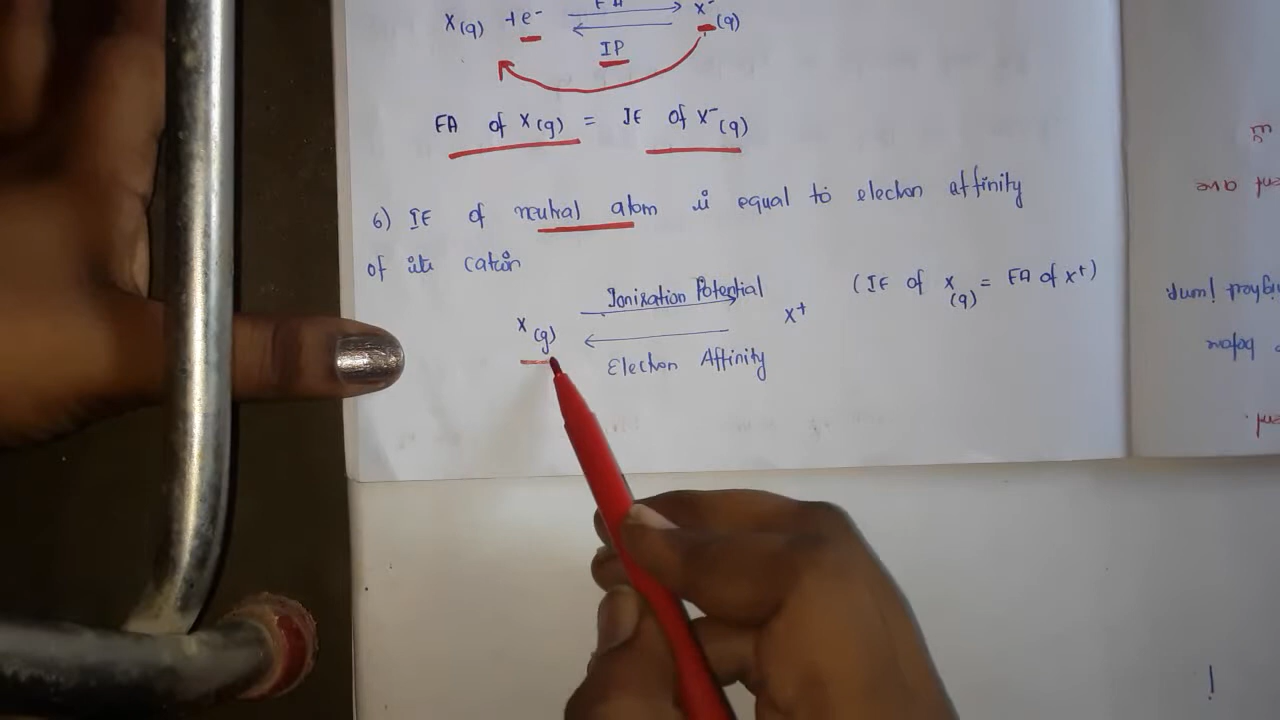 X(g) + e⁻ EA X⁻(g)
IP
EA of X(g) = IE of X⁻(g)
6) IE of neutral atom is equal to electron affinity
of its cation
Ionization Potential (IE of X(g) = EA of X⁺)
X(g) X⁺
Electron Affinity